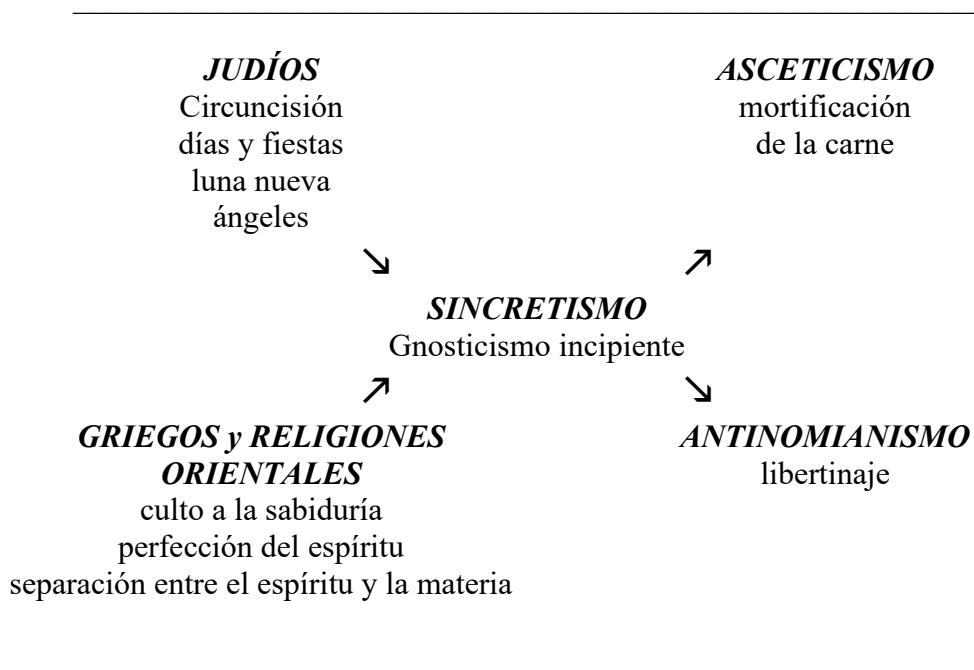 JUDÍOS
Circuncisión
días y fiestas
luna nueva
ángeles
ASCETICISMO
mortificación
de la carne
SINCRETISMO
Gnosticismo incipiente
GRIEGOS y RELIGIONES
ORIENTALES
culto a la sabiduría
perfección del espíritu
separación entre el espíritu y la materia
ANTINOMIANISMO
libertinaje